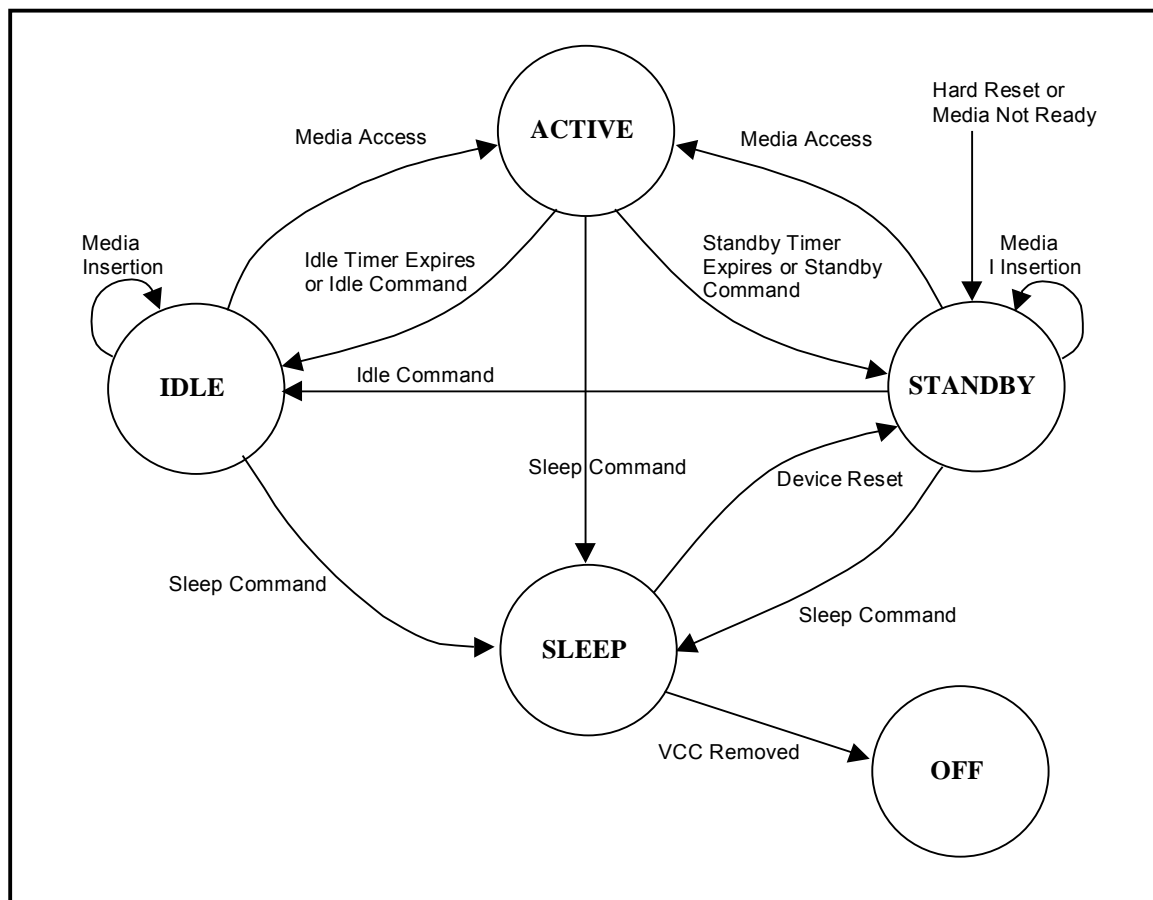 Hard Reset or
Media Not Ready
ACTIVE
Media Access
Media Access
Media
Insertion
Idle Timer Expires
or Idle Command
Standby Timer
Expires or Standby
Command
Media
I Insertion
IDLE
Idle Command
STANDBY
Sleep Command
Device Reset
Sleep Command
Sleep Command
SLEEP
VCC Removed
OFF